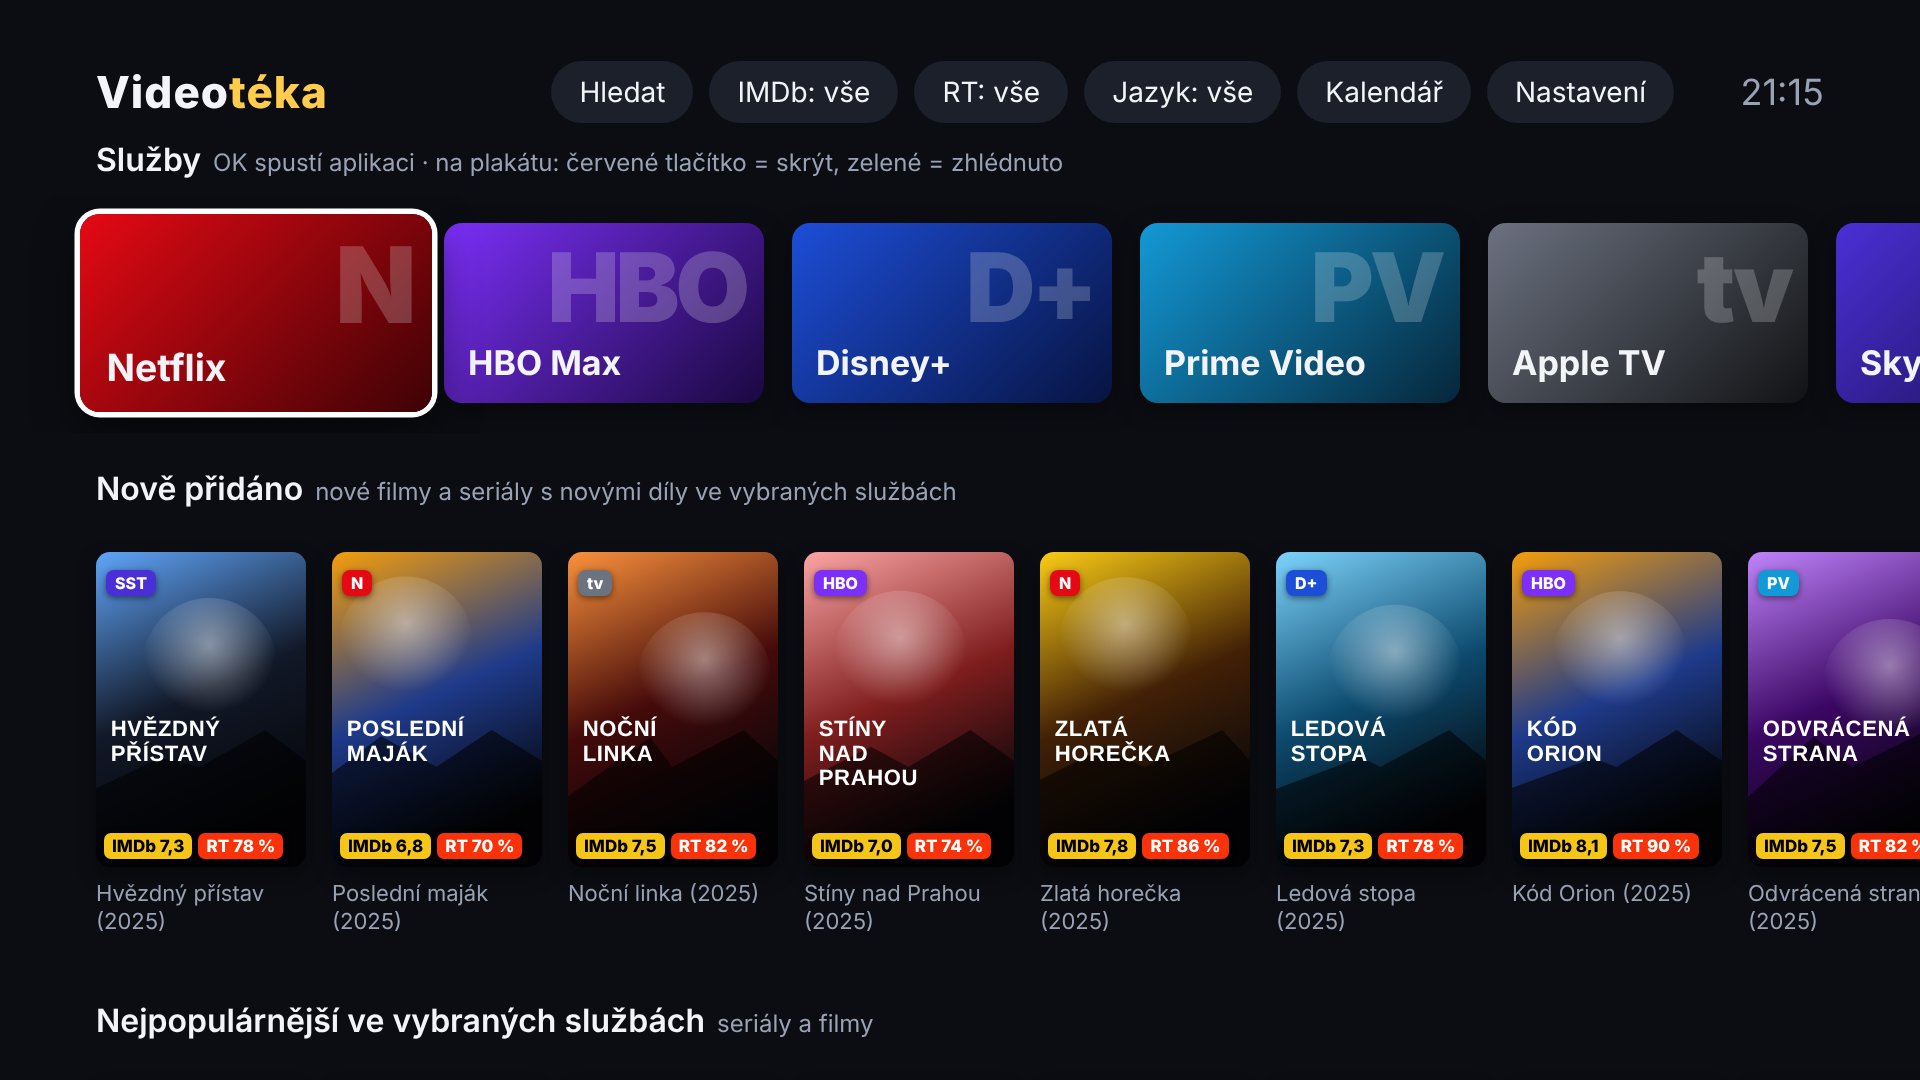 Videotéka Hledat IMDb: vše RT: vše Jazyk: vše Kalendář Nastavení 21:15
Služby OK spustí aplikaci · na plakátu: červené tlačítko = skrýt, zelené = zhlédnuto
N HBO D+ PV tv
Netflix HBO Max Disney+ Prime Video Apple TV Sky
Nově přidáno nové filmy a seriály s novými díly ve vybraných službách
SST N tv HBO N D+ HBO PV
HVĚZDNÝ PŘÍSTAV
POSLEDNÍ MAJÁK
NOČNÍ LINKA
STÍNY NAD PRAHOU
ZLATÁ HOREČKA
LEDOVÁ STOPA
KÓD ORION
ODVRÁCENÁ STRANA
IMDb 7,3 RT 78 % IMDb 6,8 RT 70 % IMDb 7,5 RT 82 % IMDb 7,0 RT 74 % IMDb 7,8 RT 86 % IMDb 7,3 RT 78 % IMDb 8,1 RT 90 % IMDb 7,5 RT 82 %
Hvězdný přístav (2025)
Poslední maják (2025)
Noční linka (2025)
Stíny nad Prahou (2025)
Zlatá horečka (2025)
Ledová stopa (2025)
Kód Orion (2025)
Odvrácená stran (2025)
Nejpopulárnější ve vybraných službách seriály a filmy